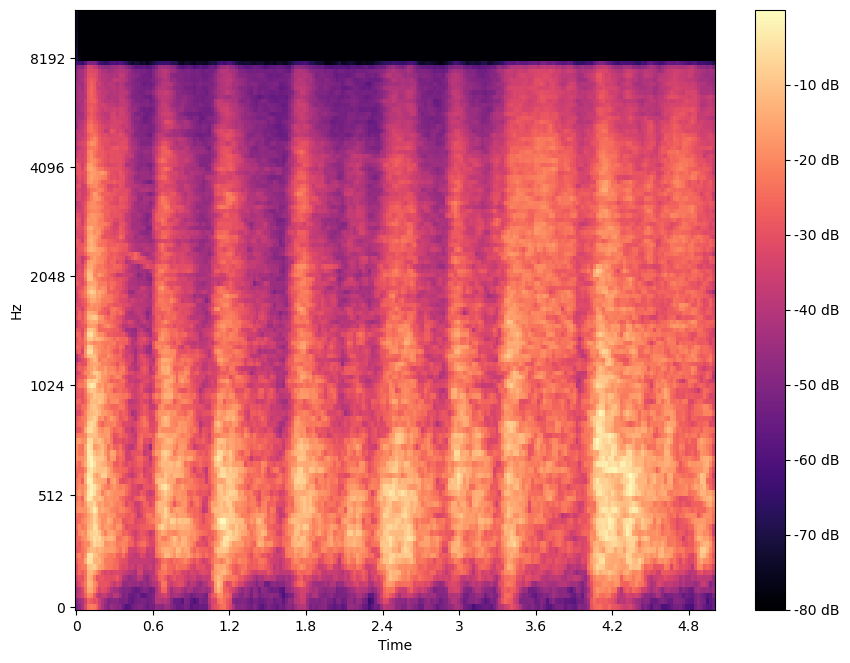 8192
4096
2048
1024
512
0
Hz
0 0.6 1.2 1.8 2.4 3 3.6 4.2 4.8
Time
-10 dB
-20 dB
-30 dB
-40 dB
-50 dB
-60 dB
-70 dB
-80 dB